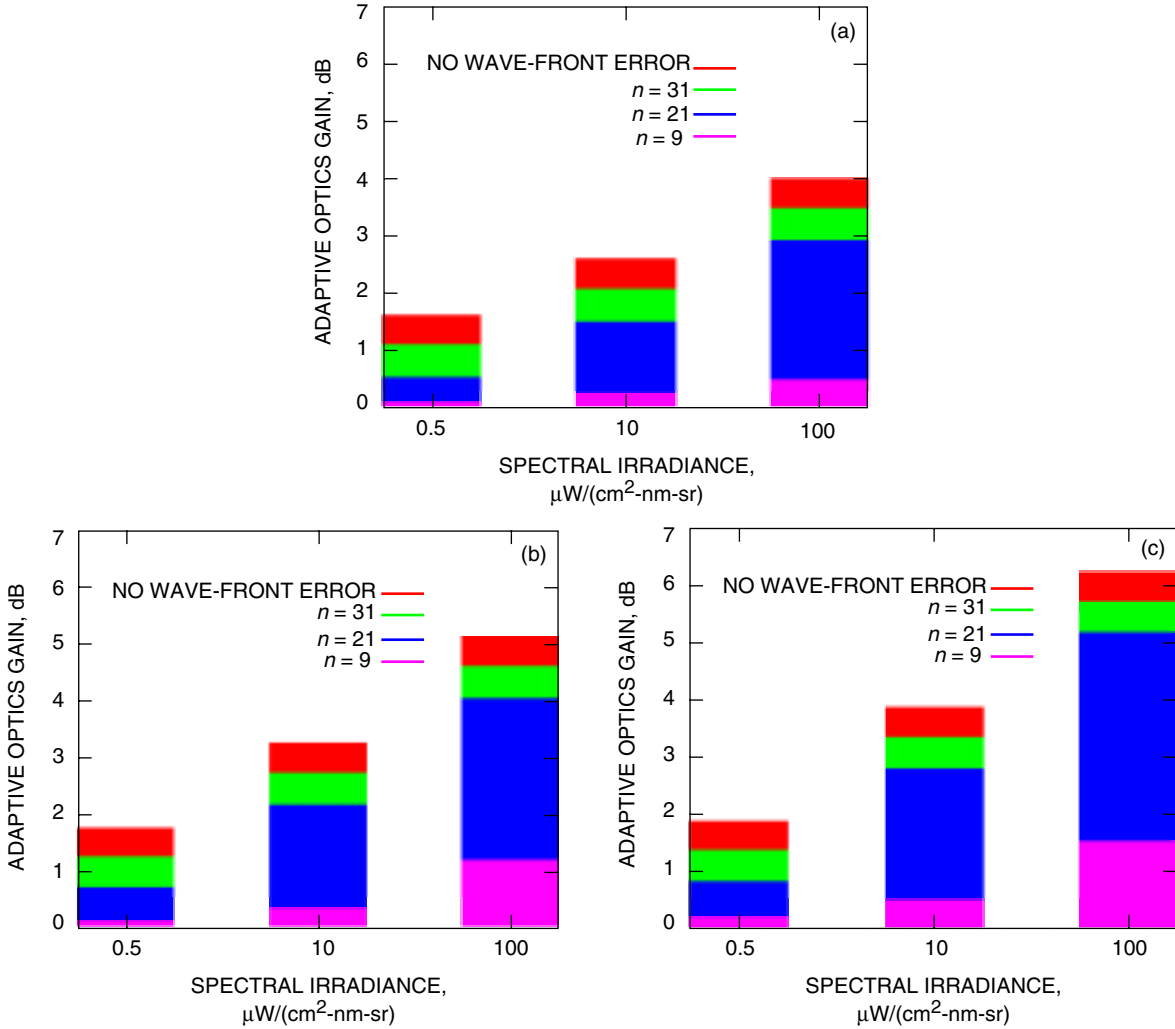 7
(a)
6
NO WAVE-FRONT ERROR
n = 31
5
n = 21
n = 9
4
3
2
1
0
ADAPTIVE OPTICS GAIN, dB
0.5 10 100
SPECTRAL IRRADIANCE,
μW/(cm²-nm-sr)
7
(b)
6
NO WAVE-FRONT ERROR
n = 31
5
n = 21
n = 9
4
3
2
1
0
ADAPTIVE OPTICS GAIN, dB
0.5 10 100
SPECTRAL IRRADIANCE,
μW/(cm²-nm-sr)
7
(c)
6
NO WAVE-FRONT ERROR
n = 31
5
n = 21
n = 9
4
3
2
1
0
ADAPTIVE OPTICS GAIN, dB
0.5 10 100
SPECTRAL IRRADIANCE,
μW/(cm²-nm-sr)